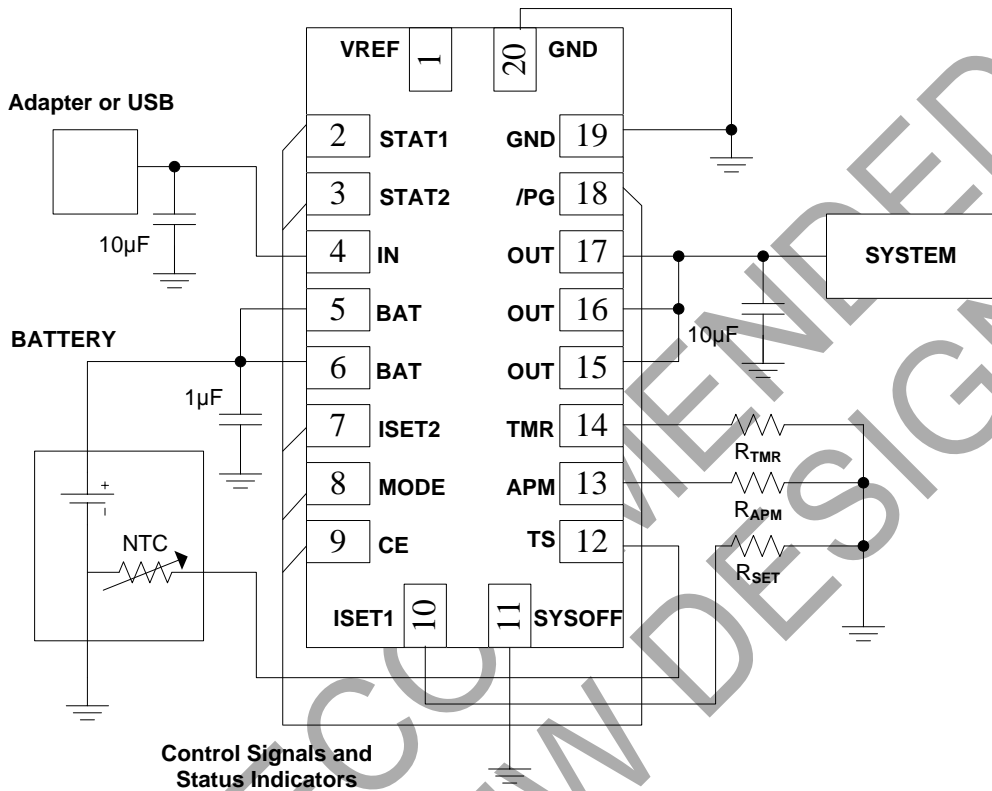 VREF
1
20
GND
Adapter or USB
2
STAT1
GND
19
3
STAT2
/PG
18
10µF
4
IN
OUT
17
SYSTEM
5
BAT
OUT
16
10µF
BATTERY
6
BAT
OUT
15
1µF
7
ISET2
TMR
14
RTMR
8
MODE
APM
13
RAPM
+
-
NTC
9
CE
TS
12
RSET
ISET1
10
11
SYSOFF
Control Signals and
Status Indicators